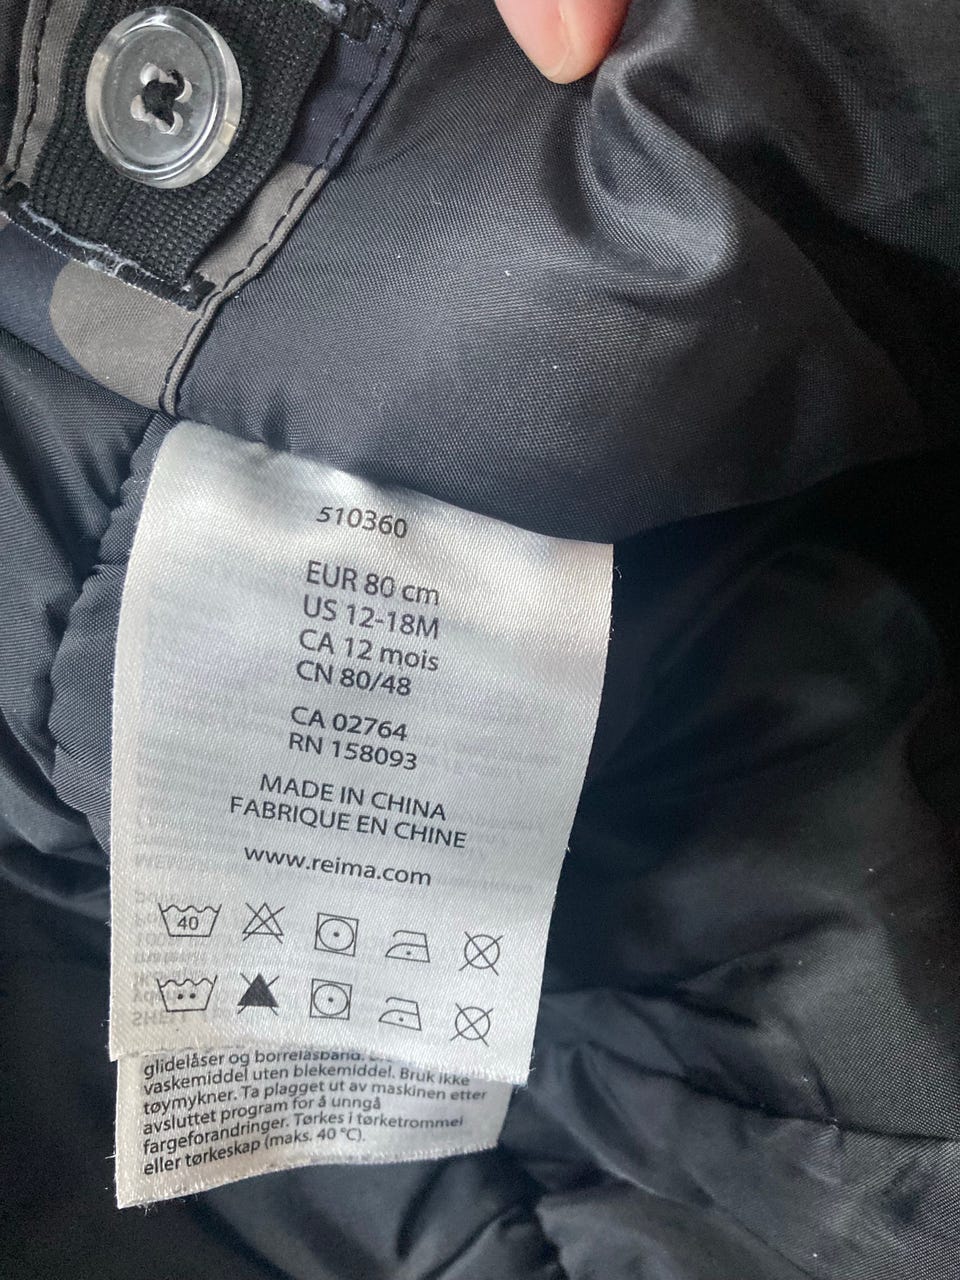 510360
EUR 80 cm
US 12-18M
CA 12 mois
CN 80/48
CA 02764
RN 158093
MADE IN CHINA
FABRIQUE EN CHINE
www.reima.com
40
glidelåser og borrelåsbånd.
vaskemiddel uten blekemiddel. Bruk ikke
tøymykner. Ta plagget ut av maskinen etter
avsluttet program for å unngå
fargeforandringer. Tørkes i tørketrommel
eller tørkeskap (maks. 40 °C).